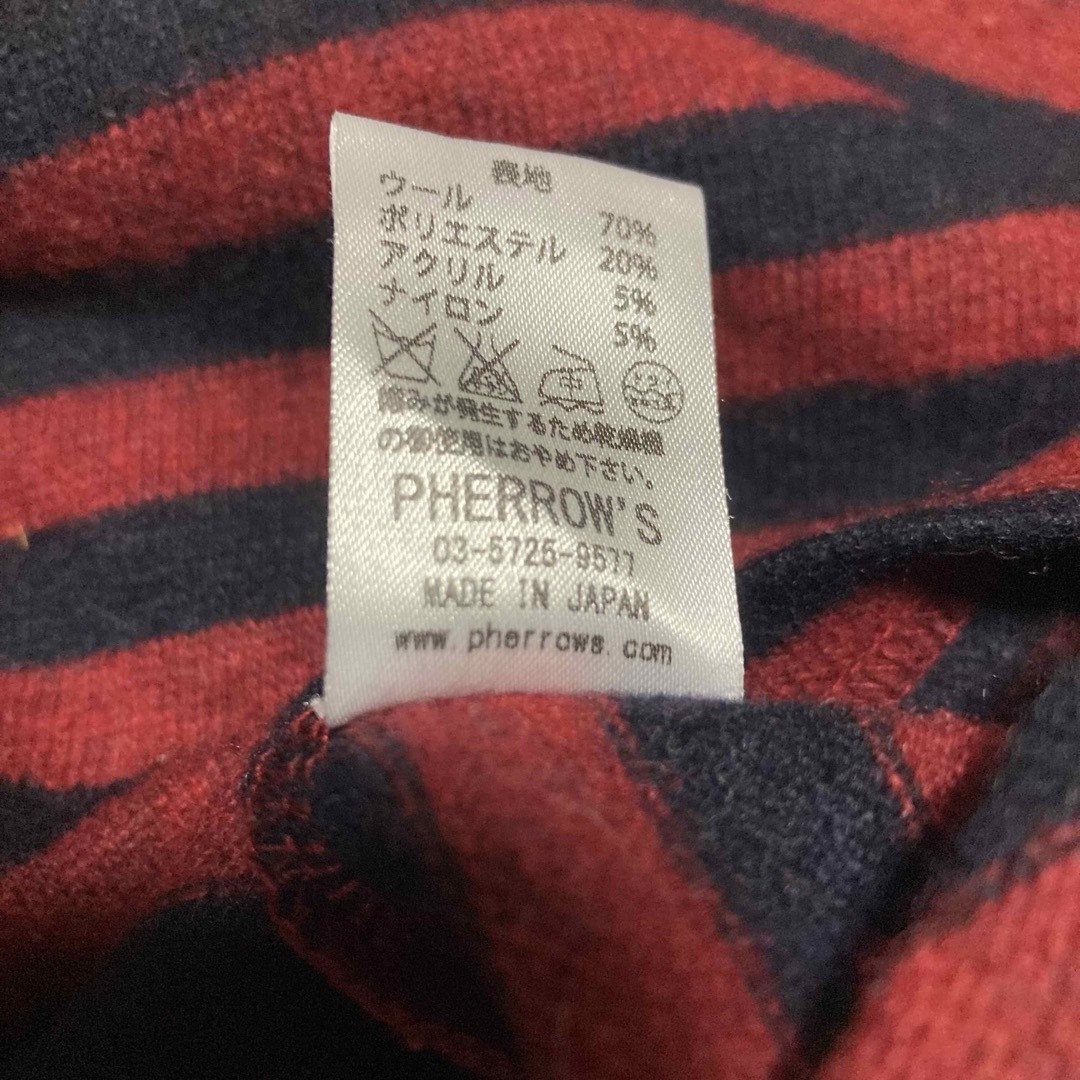 表地
ウール 70%
ポリエステル 20%
アクリル 5%
ナイロン 5%
縮みが発生するため乾燥機
の御使用はおやめ下さい。
PHERROW'S
03-5725-9577
MADE IN JAPAN
www.pherrows.com